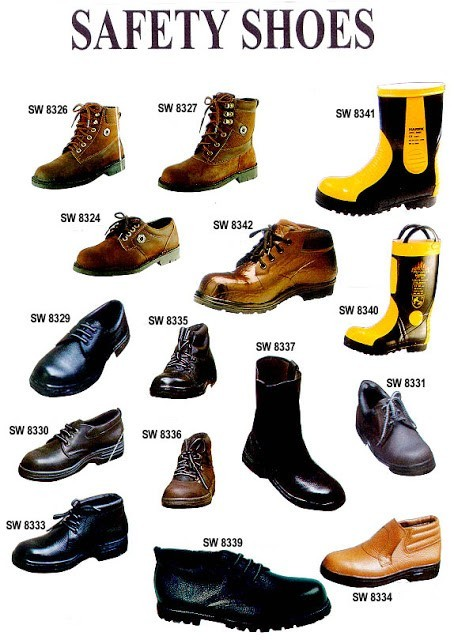 SAFETY SHOES
SW 8326
SW 8327
SW 8341
SW 8324
SW 8342
SW 8340
SW 8329
SW 8335
SW 8337
SW 8331
SW 8330
SW 8336
SW 8333
SW 8339
SW 8334